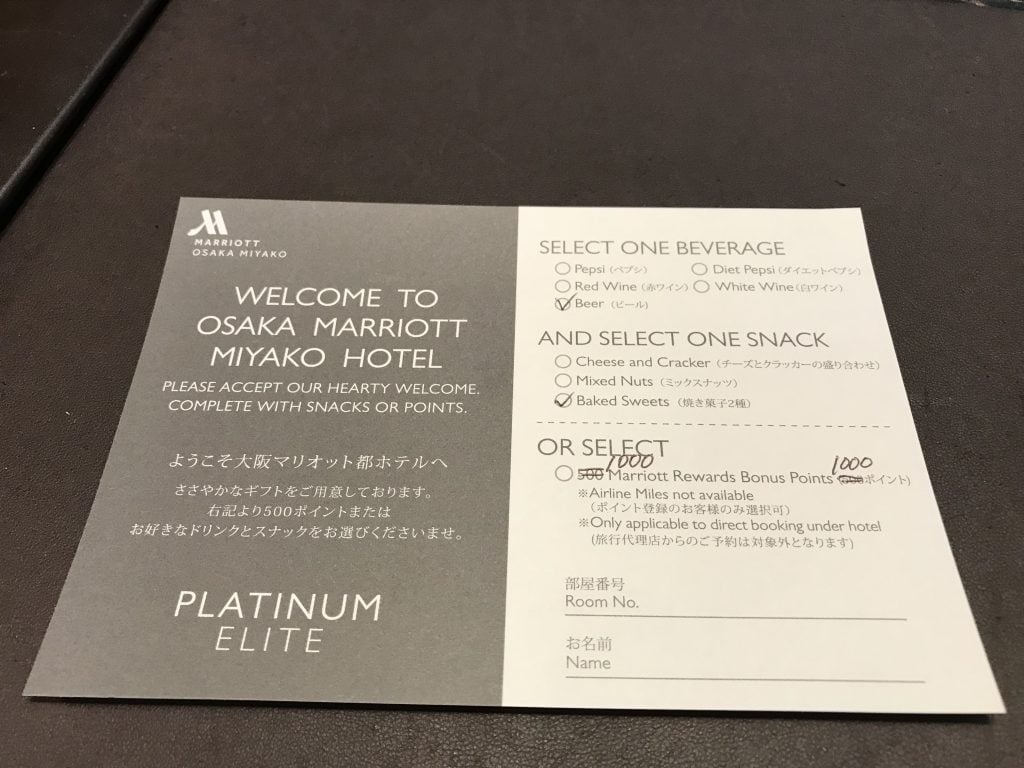 MARRIOTT
OSAKA MIYAKO
WELCOME TO
OSAKA MARRIOTT
MIYAKO HOTEL
PLEASE ACCEPT OUR HEARTY WELCOME.
COMPLETE WITH SNACKS OR POINTS.
ようこそ大阪マリオット都ホテルへ
ささやかなギフトをご用意しております。
右記より500ポイントまたは
お好きなドリンクとスナックをお選びくださいませ。
PLATINUM
ELITE
SELECT ONE BEVERAGE
Pepsi (ペプシ) Diet Pepsi (ダイエットペプシ)
Red Wine (赤ワイン) White Wine (白ワイン)
Beer (ビール)
AND SELECT ONE SNACK
Cheese and Cracker (チーズとクラッカーの盛り合わせ)
Mixed Nuts (ミックスナッツ)
Baked Sweets (焼き菓子2種)
OR SELECT
1000 1000
500 Marriott Rewards Bonus Points 500ポイント)
※Airline Miles not available
(ポイント登録のお客様のみ選択可)
※Only applicable to direct booking under hotel
(旅行代理店からのご予約は対象外となります)
部屋番号
Room No.
お名前
Name